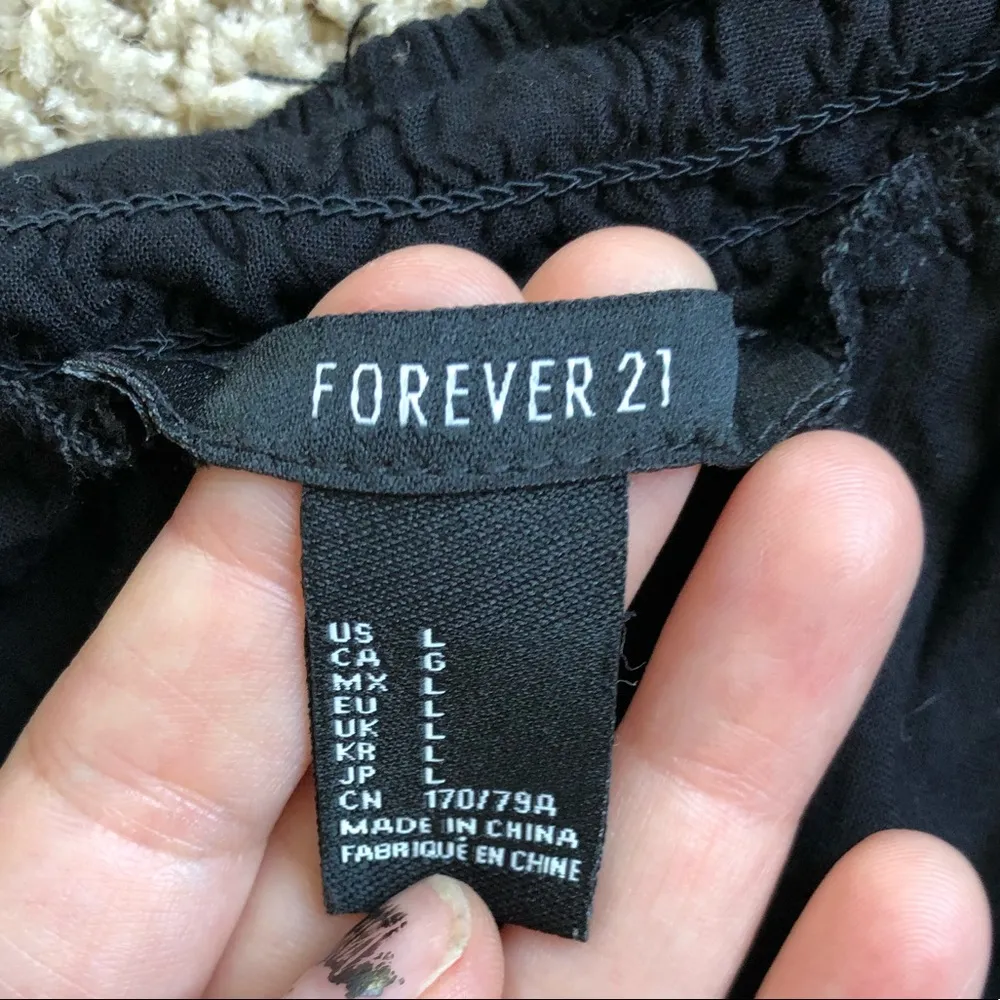 FOREVER 21
US L
CA G
MX L
EU L
UK L
KR L
JP L
CN 170/79A
MADE IN CHINA
FABRIQUÉ EN CHINE